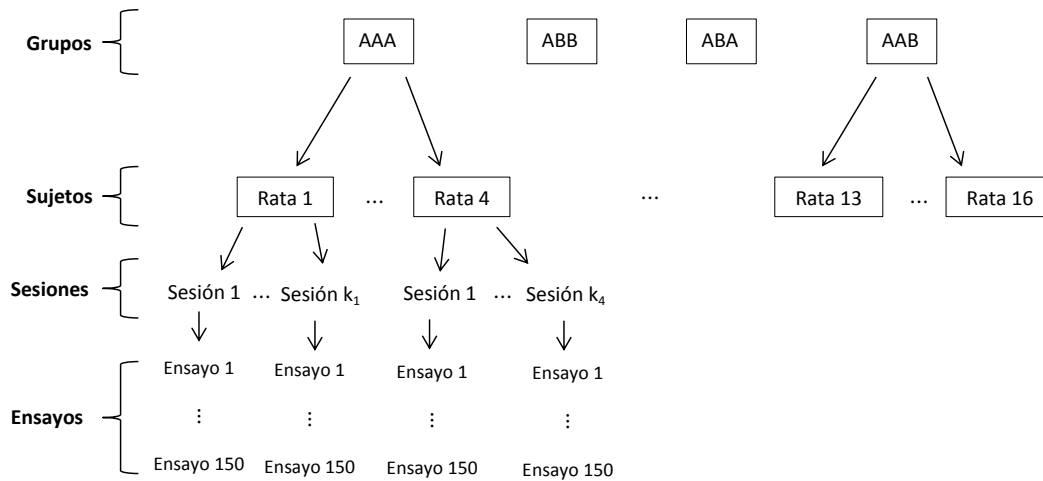 Grupos AAA ABB ABA AAB
Sujetos Rata 1 ... Rata 4 ... Rata 13 ... Rata 16
Sesiones Sesión 1 ... Sesión k₁ Sesión 1 ... Sesión k₄
Ensayo 1 Ensayo 1 Ensayo 1 Ensayo 1
Ensayos ⋮ ⋮ ⋮ ⋮
Ensayo 150 Ensayo 150 Ensayo 150 Ensayo 150